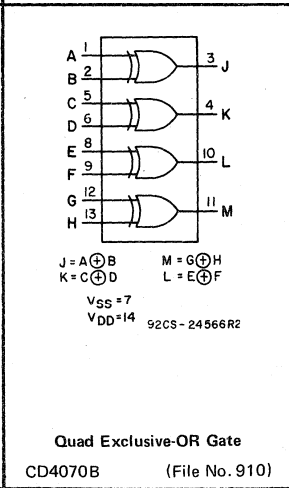 A 1
B 2
3 J
C 5
D 6
4 K
E 8
F 9
10 L
G 12
H 13
11 M
J = A⊕B
M = G⊕H
K = C⊕D
L = E⊕F
VSS = 7
VDD = 14
92CS-24566R2
Quad Exclusive-OR Gate
CD4070B
(File No. 910)